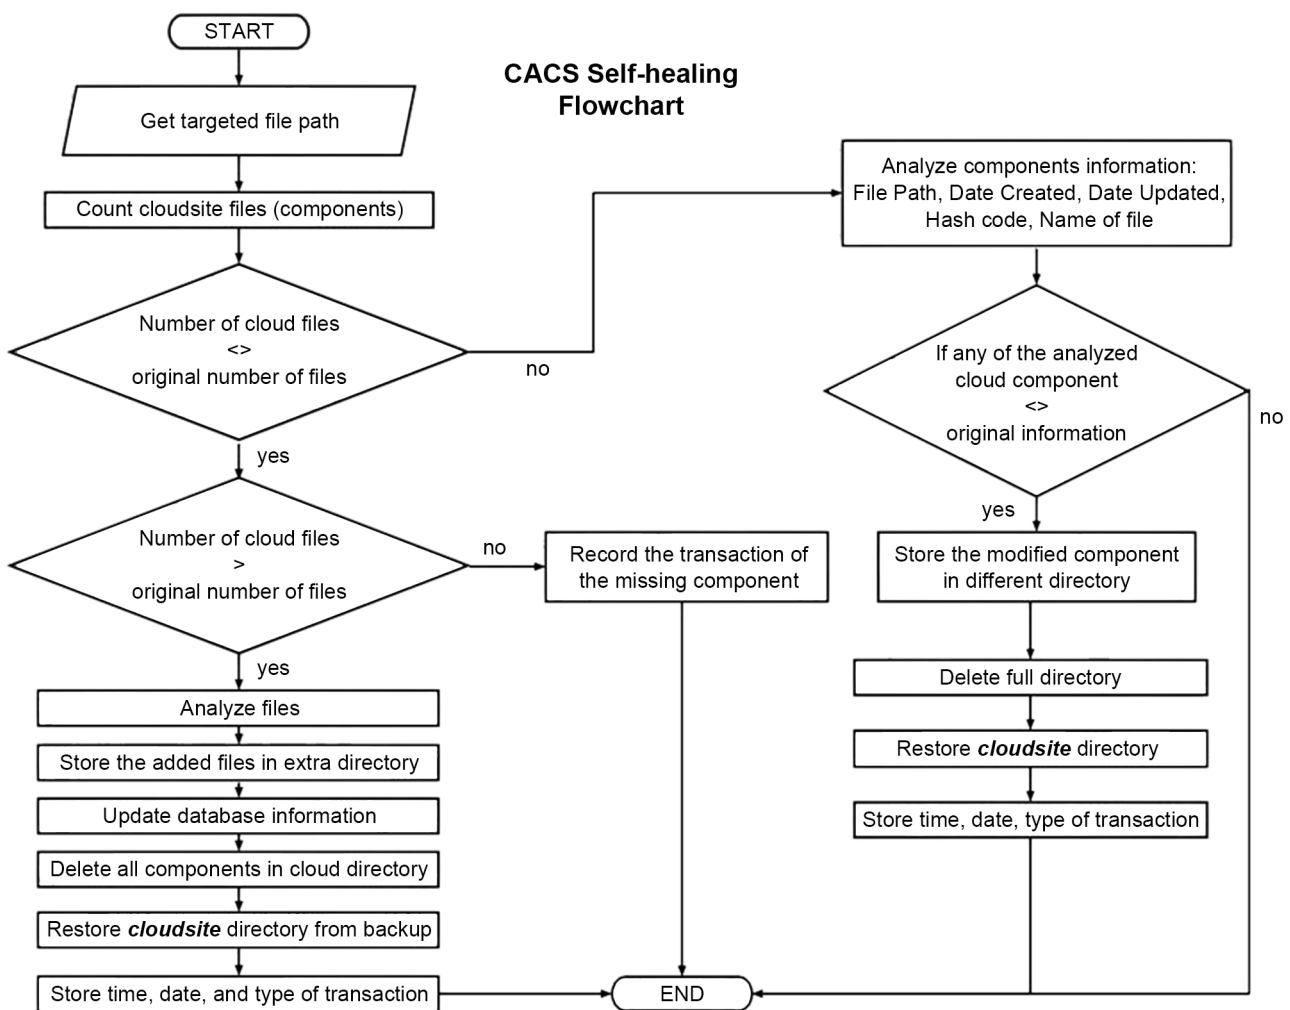 START
CACS Self-healing
Flowchart
Get targeted file path
Count cloudsite files (components)
Number of cloud files
<>
original number of files
no
yes
Number of cloud files
>
original number of files
no
yes
Record the transaction of
the missing component
Analyze files
Store the added files in extra directory
Update database information
Delete all components in cloud directory
Restore cloudsite directory from backup
Store time, date, and type of transaction
Analyze components information:
File Path, Date Created, Date Updated,
Hash code, Name of file
If any of the analyzed
cloud component
<>
original information
no
yes
Store the modified component
in different directory
Delete full directory
Restore cloudsite directory
Store time, date, type of transaction
END